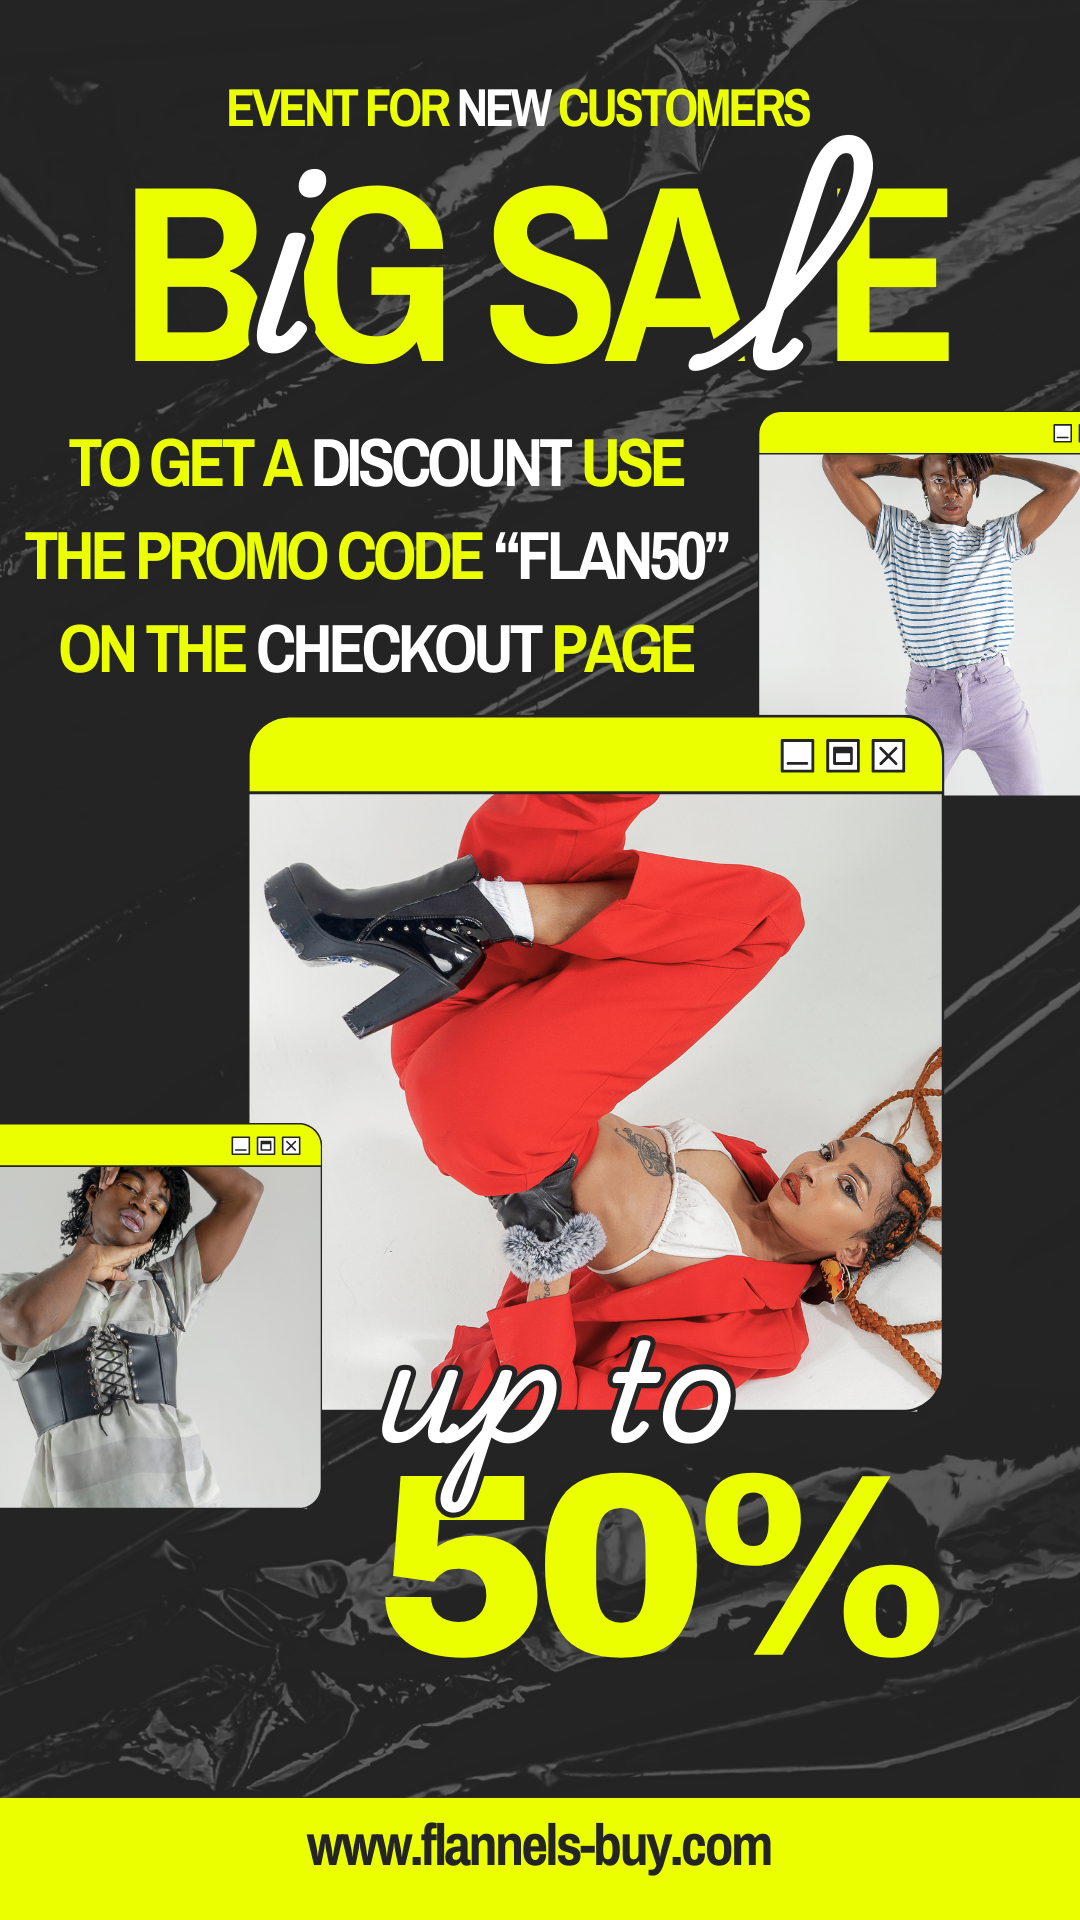 EVENT FOR NEW CUSTOMERS
BiG SAlE
TO GET A DISCOUNT USE
THE PROMO CODE “FLAN50”
ON THE CHECKOUT PAGE
up to
50%
www.flannels-buy.com